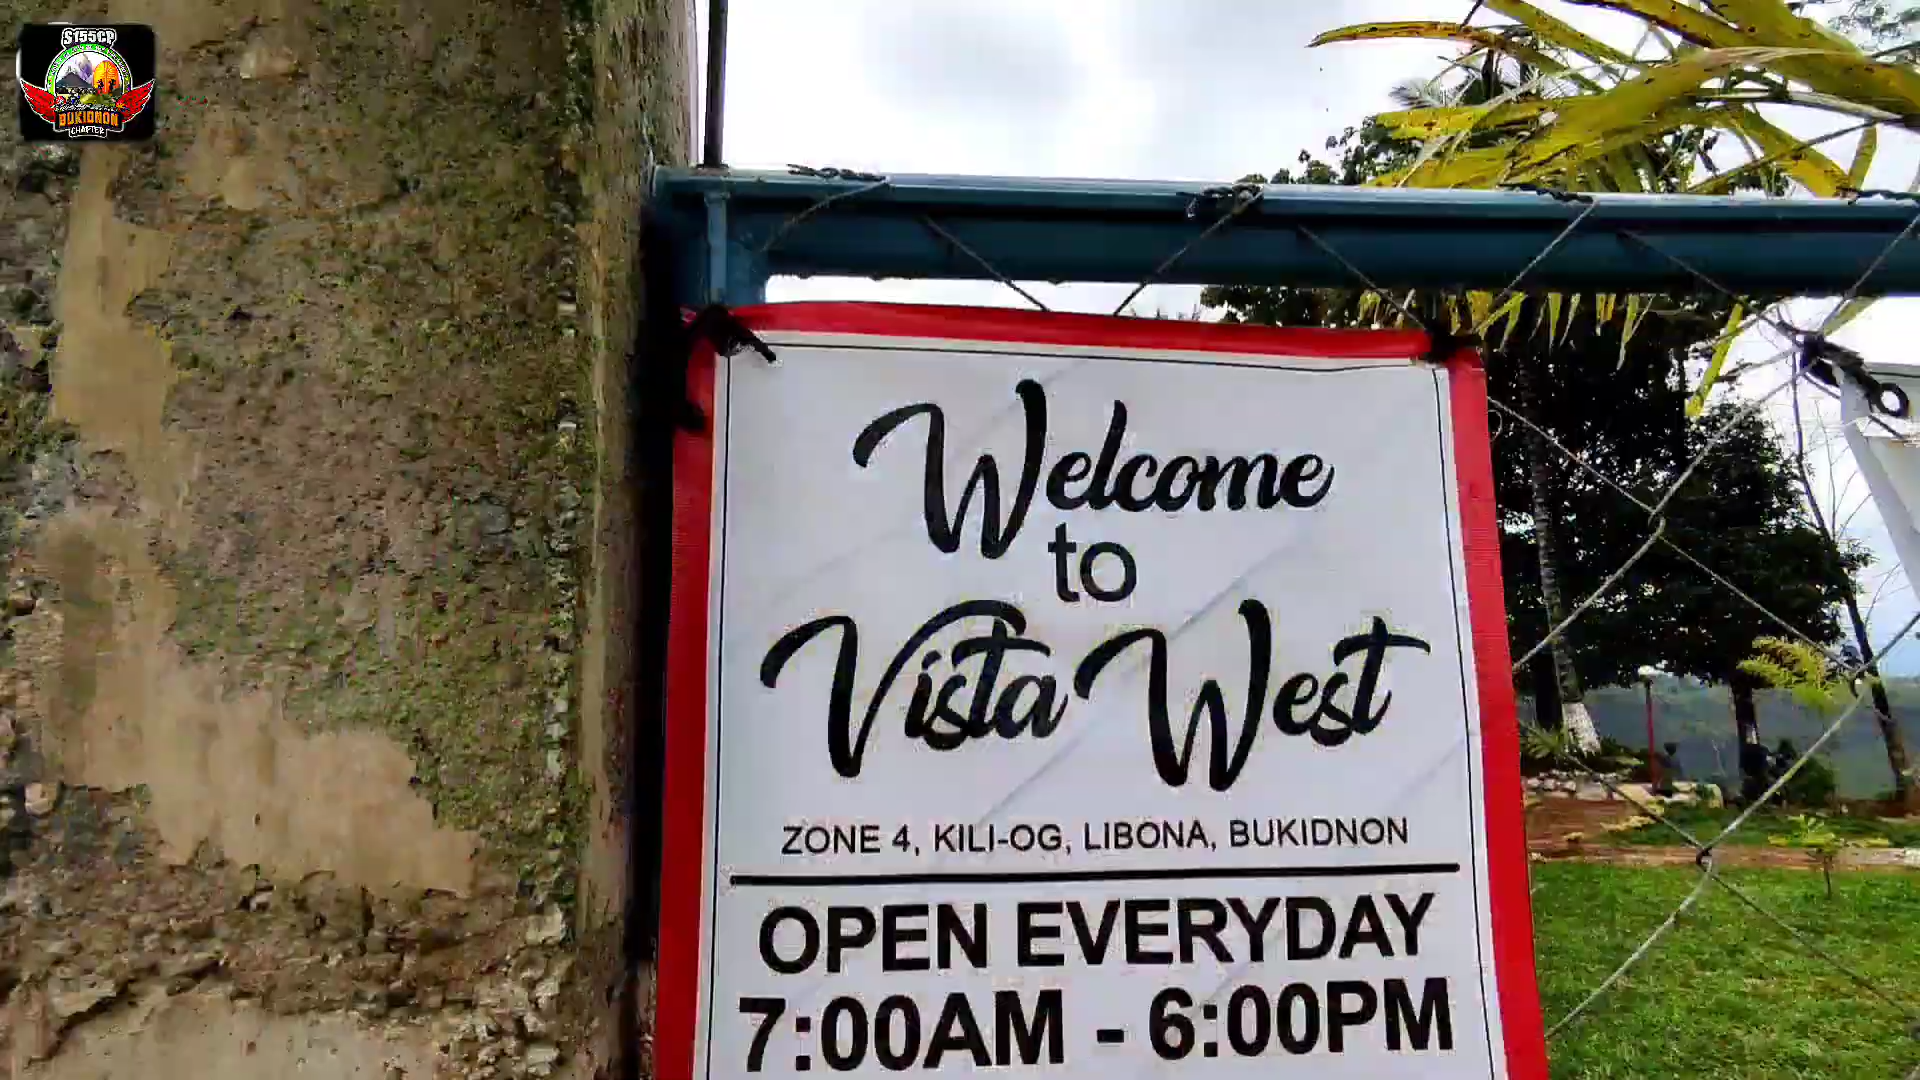 S155CP
BUKIDNON
CHAPTER
Welcome
to
Vista West
ZONE 4, KILI-OG, LIBONA, BUKIDNON
OPEN EVERYDAY
7:00AM - 6:00PM